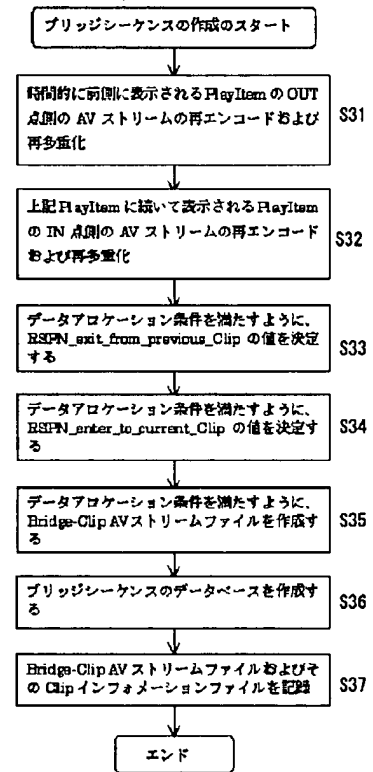 ブリッジシーケンスの作成のスタート
時間的に前側に表示されるPlayItemのOUT
点側のAVストリームの再エンコードおよび
再多重化
S31
上記PlayItemに続いて表示されるPlayItem
のIN点側のAVストリームの再エンコード
および再多重化
S32
データアロケーション条件を満たすように、
RSPN_exit_from_previous_Clipの値を決定
する
S33
データアロケーション条件を満たすように、
RSPN_enter_to_current_Clipの値を決定す
る
S34
データアロケーション条件を満たすように、
Bridge-Clip AVストリームファイルを作成す
る
S35
ブリッジシーケンスのデータベースを作成す
る
S36
Bridge-Clip AVストリームファイルおよびそ
のClipインフォメーションファイルを記録
S37
エンド